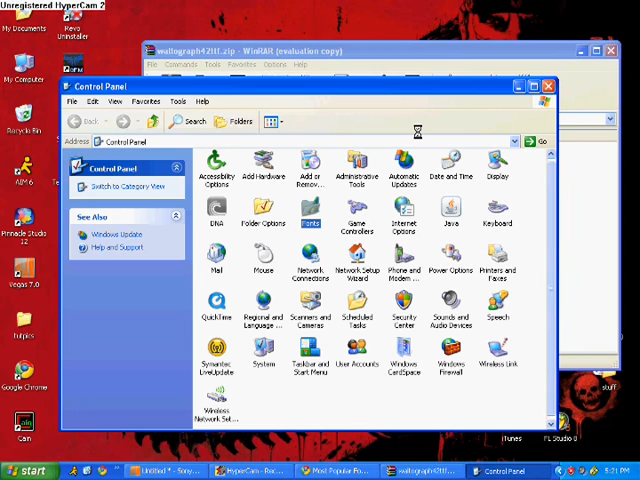 Unregistered HyperCam 2
My Documents
Revo Uninstaller
wattograph42ttf.zip - WinRAR (evaluation copy)
File Commands Tools Favorites Options Help
Control Panel
File Edit View Favorites Tools Help
Back
Search
Folders
Address
Control Panel
Go
My Computer
Recycle Bin
AIM 6
Pinnacle Studio 12
Vegas 7.0
tutpics
Google Chrome
Cain
Control Panel
Switch to Category View
See Also
Windows Update
Help and Support
Accessibility Options
Add Hardware
Add or Remov...
Administrative Tools
Automatic Updates
Date and Time
Display
DNA
Folder Options
Fonts
Game Controllers
Internet Options
Java
Keyboard
Mail
Mouse
Network Connections
Network Setup Wizard
Phone and Modem ...
Power Options
Printers and Faxes
QuickTime
Regional and Language ...
Scanners and Cameras
Scheduled Tasks
Security Center
Sounds and Audio Devices
Speech
Symantec LiveUpdate
System
Taskbar and Start Menu
User Accounts
Windows CardSpace
Windows Firewall
Wireless Link
Wireless Network Set...
stuff
iTunes
FL Studio 8
start
Untitled * - Sony...
HyperCam - Rec...
Most Popular Fo...
wattograph42ttf...
Control Panel
5:21 PM